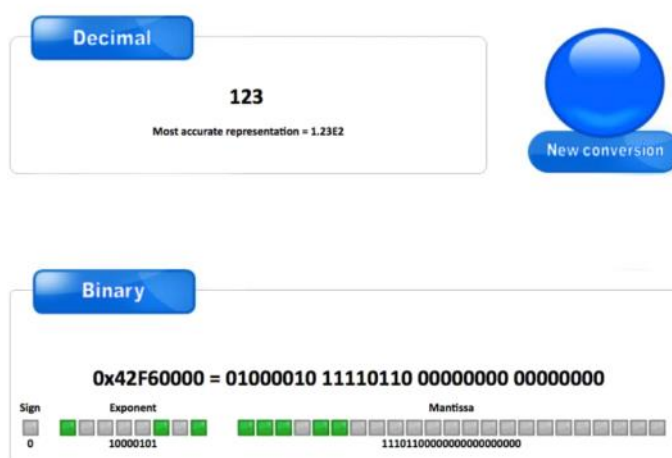 Decimal
123
Most accurate representation = 1.23E2
New conversion
Binary
0x42F60000 = 01000010 11110110 00000000 00000000
Sign Exponent Mantissa
0 10000101 11101100000000000000000